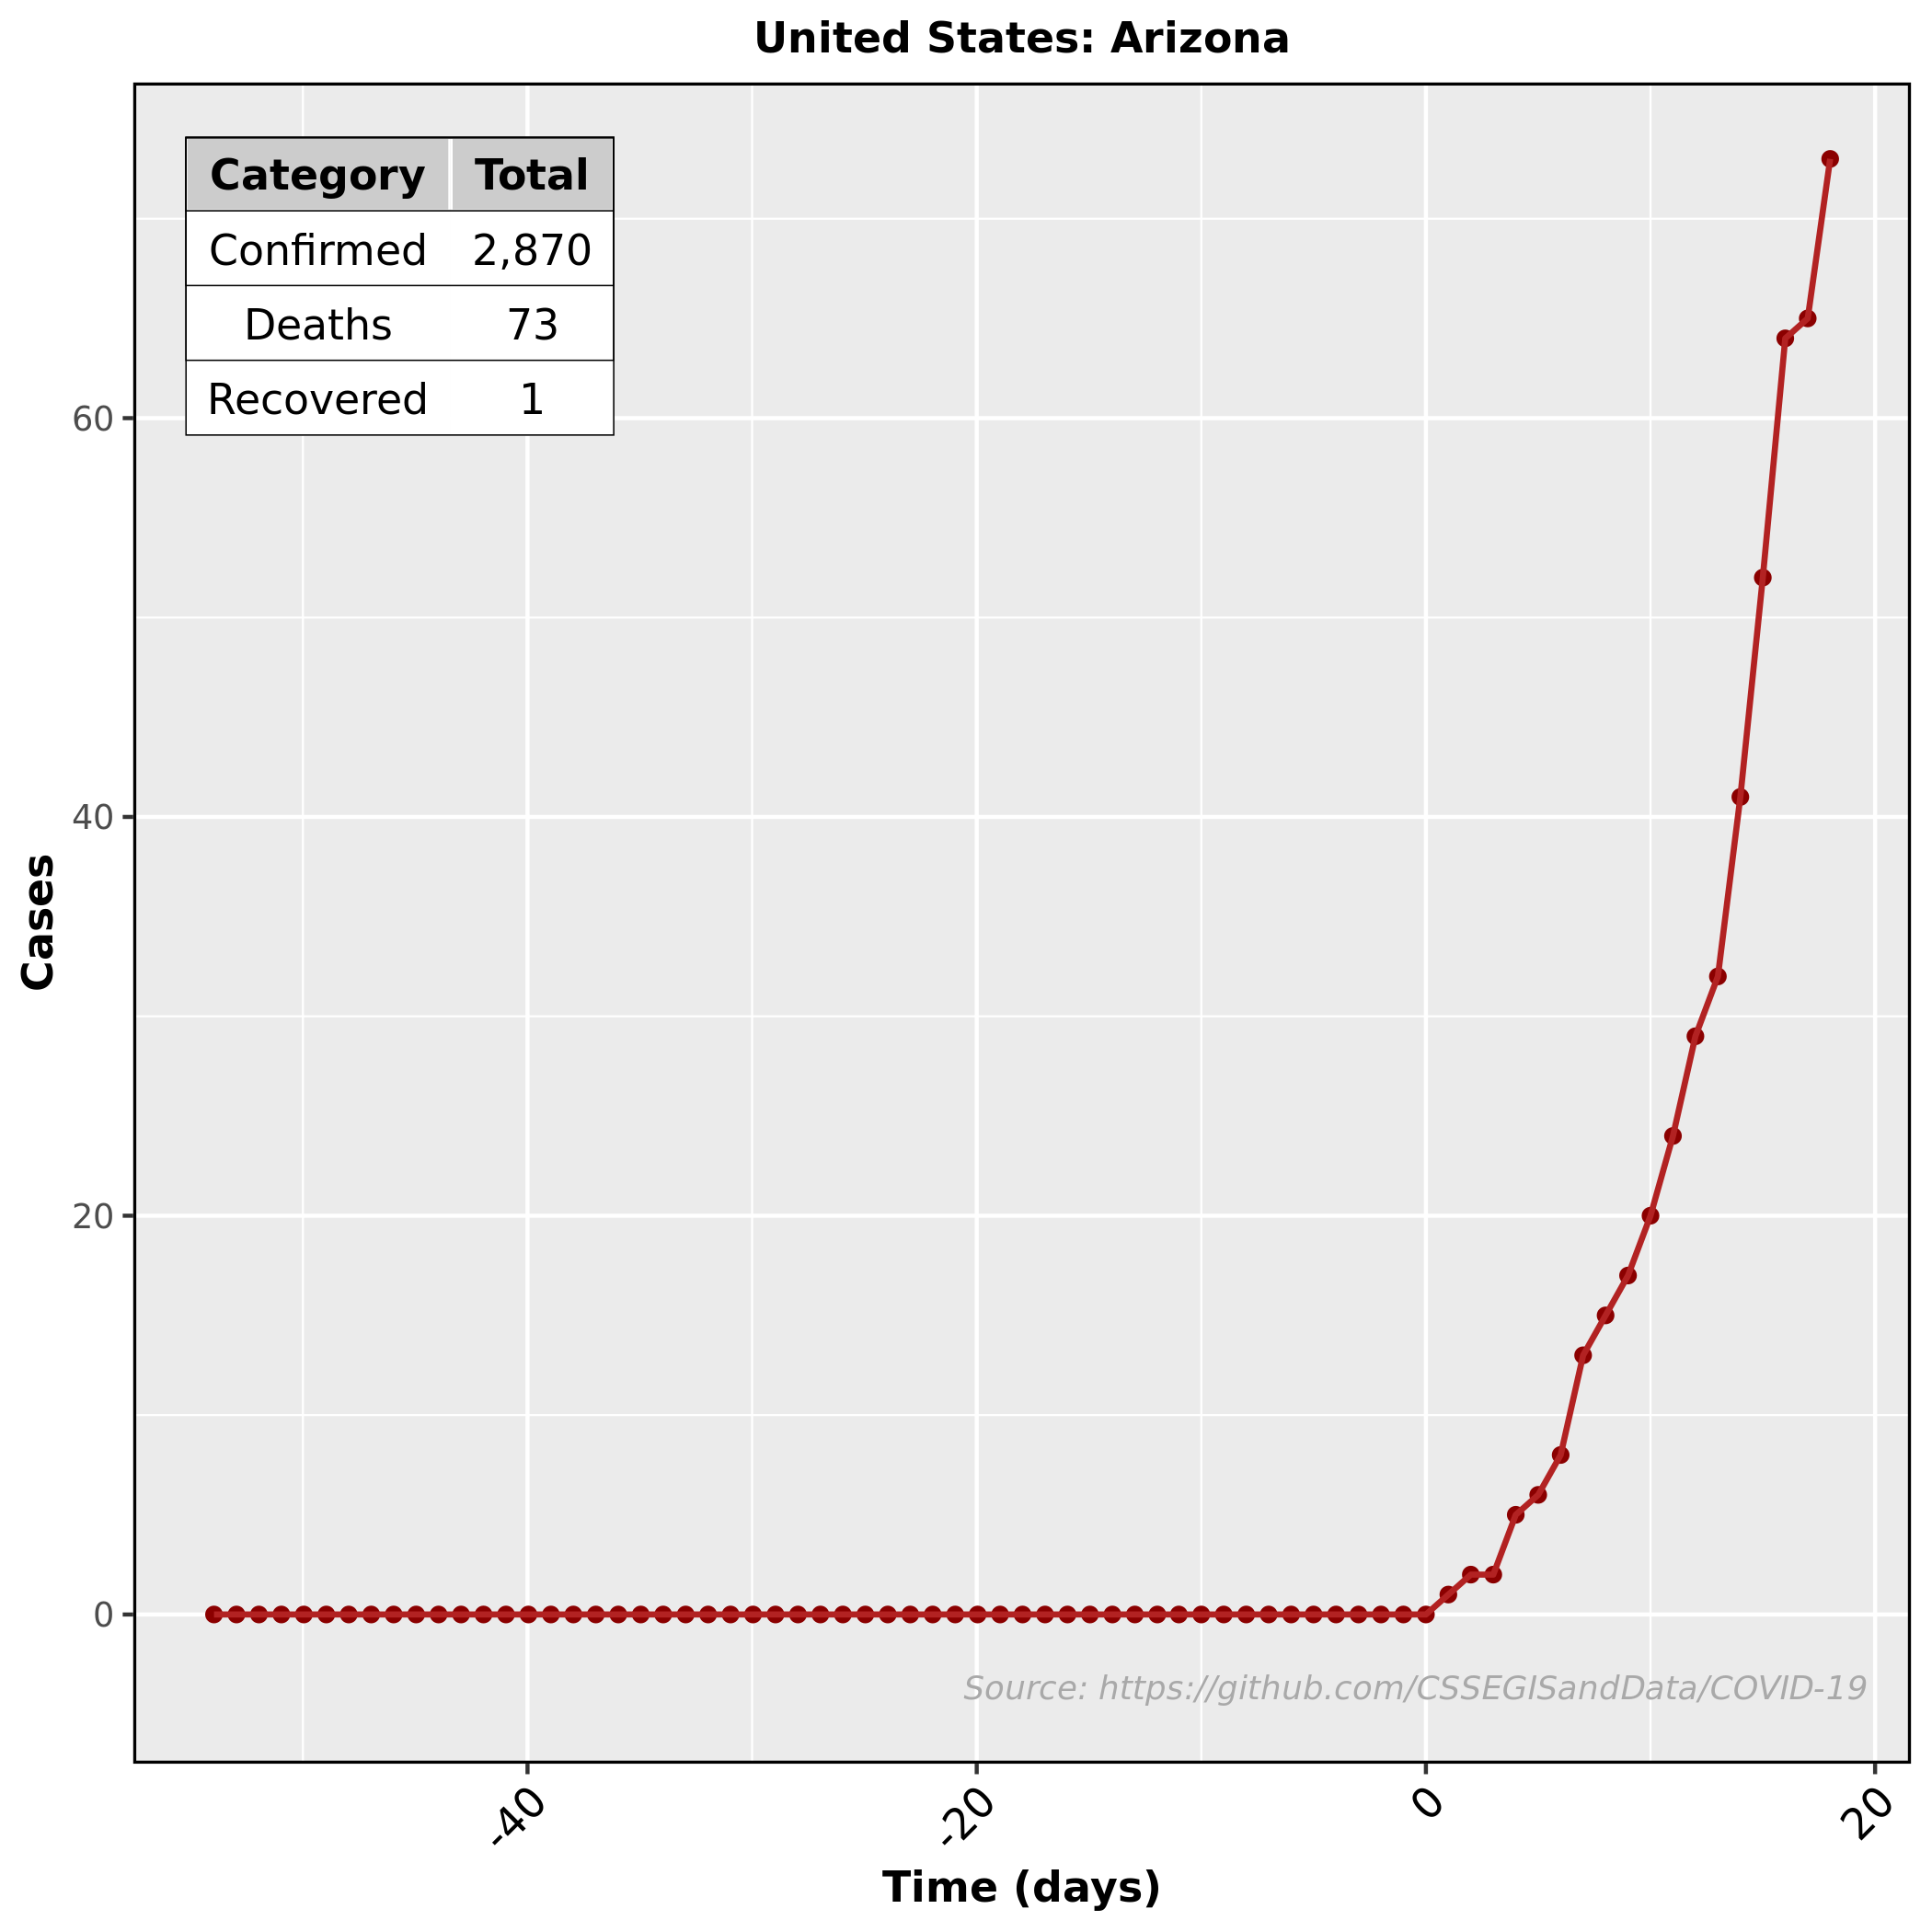 United States: Arizona
Category Total
Confirmed 2,870
Deaths 73
Recovered 1
60
40
20
0
Cases
Source: https://github.com/CSSEGISandData/COVID-19
-40 -20 0 20
Time (days)